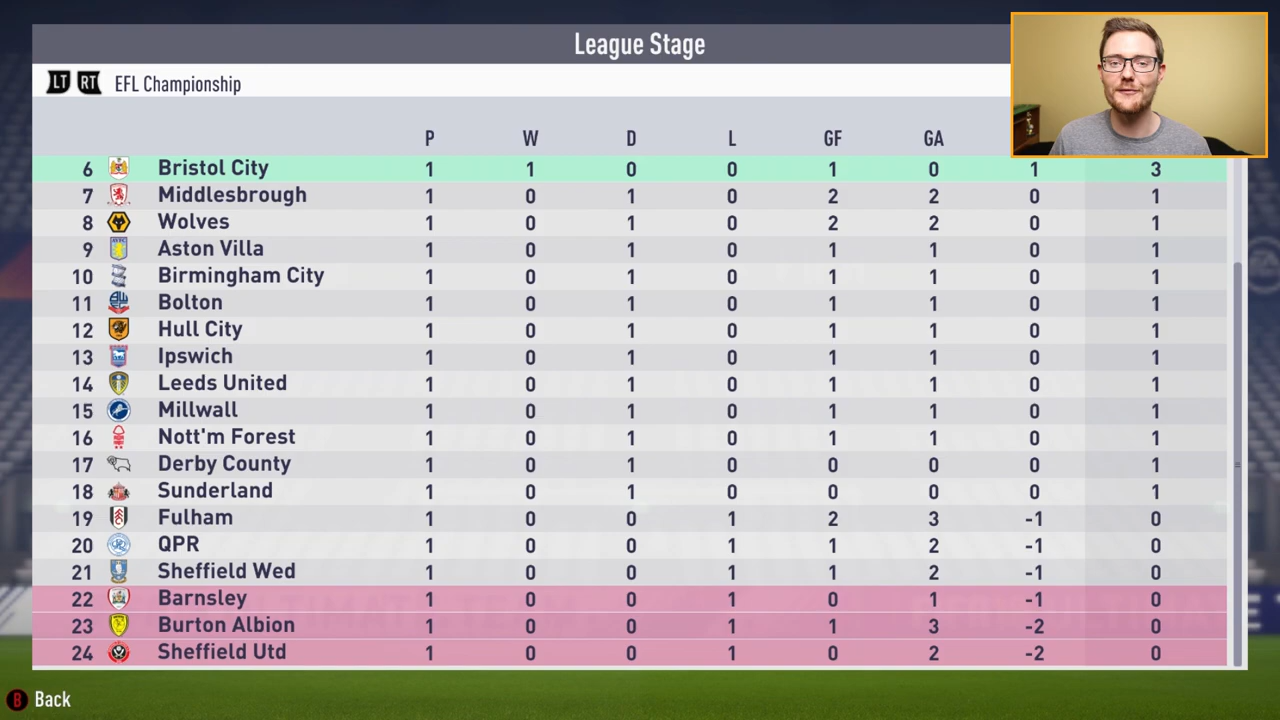 League Stage
LT RT EFL Championship
P W D L GF GA
6 Bristol City 1 1 0 0 1 0 1 3
7 Middlesbrough 1 0 1 0 2 2 0 1
8 Wolves 1 0 1 0 2 2 0 1
9 Aston Villa 1 0 1 0 1 1 0 1
10 Birmingham City 1 0 1 0 1 1 0 1
11 Bolton 1 0 1 0 1 1 0 1
12 Hull City 1 0 1 0 1 1 0 1
13 Ipswich 1 0 1 0 1 1 0 1
14 Leeds United 1 0 1 0 1 1 0 1
15 Millwall 1 0 1 0 1 1 0 1
16 Nott'm Forest 1 0 1 0 1 1 0 1
17 Derby County 1 0 1 0 0 0 0 1
18 Sunderland 1 0 1 0 0 0 0 1
19 Fulham 1 0 0 1 2 3 -1 0
20 QPR 1 0 0 1 1 2 -1 0
21 Sheffield Wed 1 0 0 1 1 2 -1 0
22 Barnsley 1 0 0 1 0 1 -1 0
23 Burton Albion 1 0 0 1 1 3 -2 0
24 Sheffield Utd 1 0 0 1 0 2 -2 0
B Back